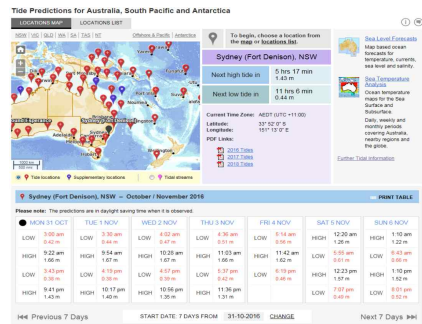 Tide Predictions for Australia, South Pacific and Antarctica
LOCATIONS MAP LOCATIONS LIST
NSW | VIC | QLD | WA | SA | TAS | NT Offshore & Pacific | Antarctica
Tide locations Supplementary locations Tidal streams
To begin, choose a location from
the map or locations list.
Sydney (Fort Denison), NSW
Next high tide in 5 hrs 17 min
1.43 m
Next low tide in 11 hrs 6 min
0.44 m
Current Time Zone: AEDT (UTC +11:00)
Latitude: 33° 52' 0" S
Longitude: 151° 13' 0" E
PDF Links:
2016 Tides
2017 Tides
Sea Level Forecasts
Map based ocean
forecasts for
temperature, currents,
sea level and salinity.
Sea Temperature
Analysis
Ocean temperature
maps for the Sea
Surface and
Subsurface.
Daily, weekly and
monthly periods
covering Australia,
nearby regions and
the globe.
Further Tidal information
Sydney (Fort Denison), NSW – October / November 2016 PRINT TABLE
Please note: The predictions are in daylight saving time when it is observed.
MON 31 OCT TUE 1 NOV WED 2 NOV THU 3 NOV FRI 4 NOV SAT 5 NOV SUN 6 NOV
LOW 3:00 am LOW 3:30 am LOW 4:02 am LOW 4:36 am LOW 5:14 am HIGH 12:20 am HIGH 1:10 am
0.42 m 0.44 m 0.47 m 0.51 m 0.56 m 1.26 m 1.22 m
HIGH 9:22 am HIGH 9:54 am HIGH 10:28 am HIGH 11:03 am HIGH 11:42 am LOW 5:55 am LOW 6:43 am
1.66 m 1.67 m 1.67 m 1.66 m 1.62 m 0.61 m 0.66 m
LOW 3:43 pm LOW 4:19 pm LOW 4:57 pm LOW 5:37 pm LOW 6:19 pm HIGH 12:23 pm HIGH 1:10 pm
0.38 m 0.38 m 0.39 m 0.42 m 0.46 m 1.57 m 1.52 m
HIGH 9:41 pm HIGH 10:17 pm HIGH 10:56 pm HIGH 11:36 pm LOW 7:07 pm LOW 8:01 pm
1.43 m 1.40 m 1.35 m 1.31 m 0.49 m 0.52 m
Previous 7 Days START DATE: 7 DAYS FROM 31-10-2016 CHANGE Next 7 Days